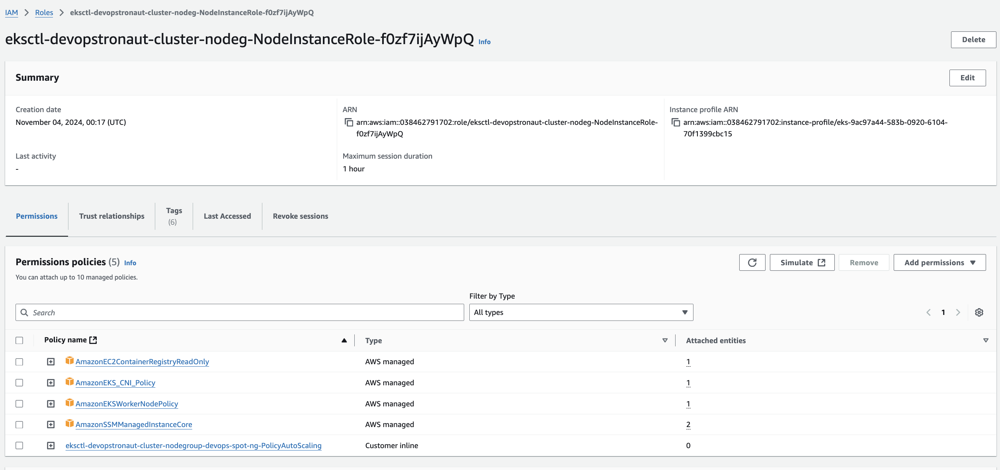 IAM > Roles > eksctl-devopstronaut-cluster-nodeg-NodeInstanceRole-f0zf7ijAyWpQ
eksctl-devopstronaut-cluster-nodeg-NodeInstanceRole-f0zf7ijAyWpQ Info
Delete
Summary
Edit
Creation date
November 04, 2024, 00:17 (UTC)
ARN
arn:aws:iam::038462791702:role/eksctl-devopstronaut-cluster-nodeg-NodeInstanceRole-
f0zf7ijAyWpQ
Instance profile ARN
arn:aws:iam::038462791702:instance-profile/eks-9ac97a44-583b-0920-6104-
70f1399cbc15
Last activity
-
Maximum session duration
1 hour
Permissions
Trust relationships
Tags
(6)
Last Accessed
Revoke sessions
Permissions policies (5) Info
You can attach up to 10 managed policies.
Simulate
Remove
Add permissions
Filter by Type
Search
All types
1
Policy name Type Attached entities
AmazonEC2ContainerRegistryReadOnly AWS managed 1
AmazonEKS_CNI_Policy AWS managed 1
AmazonEKSWorkerNodePolicy AWS managed 1
AmazonSSMManagedInstanceCore AWS managed 2
eksctl-devopstronaut-cluster-nodegroup-devops-spot-ng-PolicyAutoScaling Customer inline 0